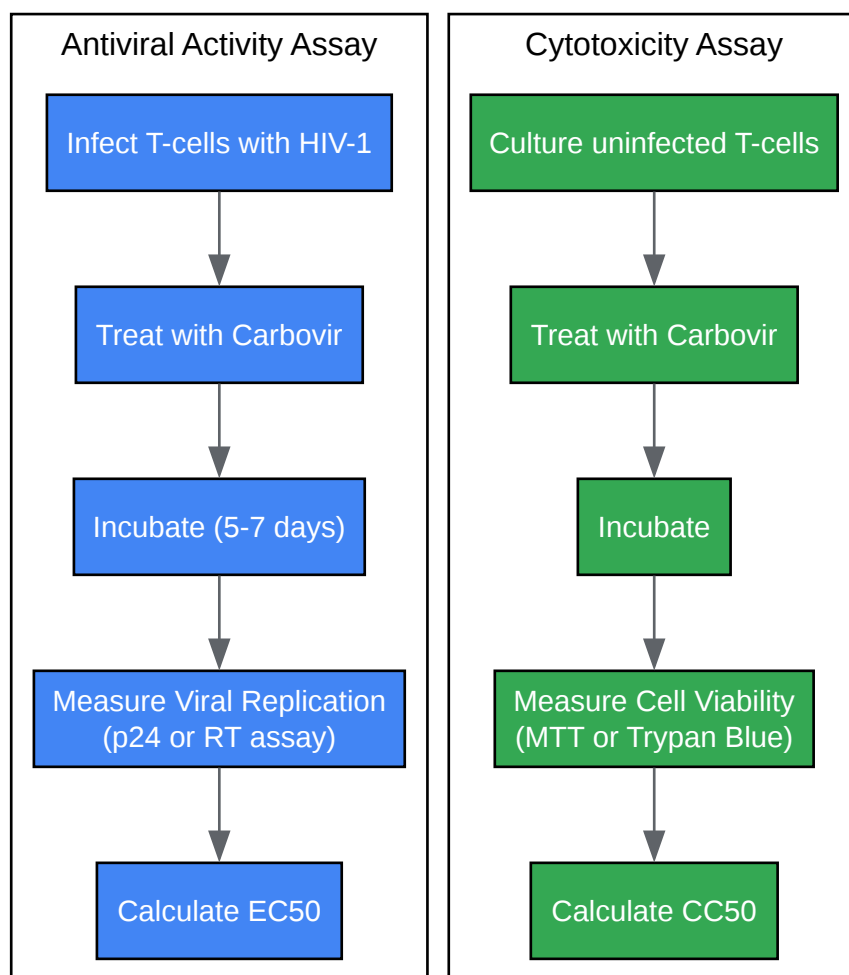 Antiviral Activity Assay
Infect T-cells with HIV-1
Treat with Carbovir
Incubate (5-7 days)
Measure Viral Replication
(p24 or RT assay)
Calculate EC50
Cytotoxicity Assay
Culture uninfected T-cells
Treat with Carbovir
Incubate
Measure Cell Viability
(MTT or Trypan Blue)
Calculate CC50